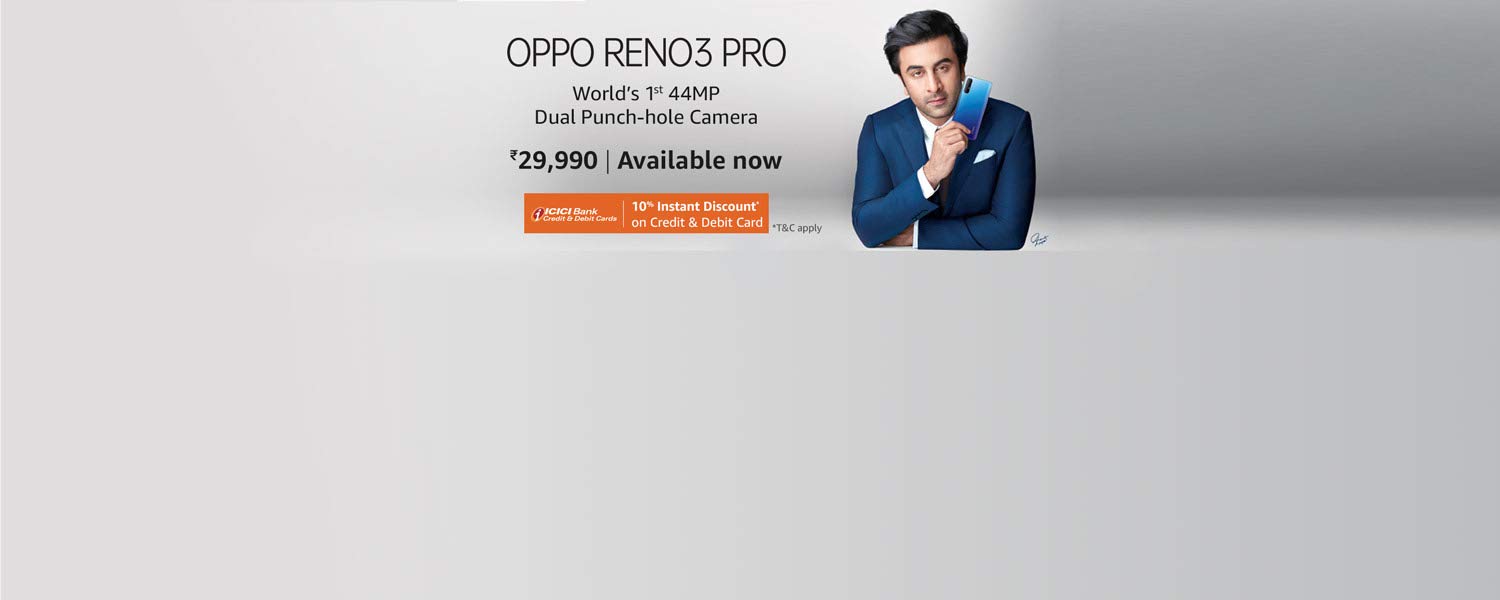 OPPO RENO3 PRO
World's 1st 44MP
Dual Punch-hole Camera
₹29,990 | Available now
ICICI Bank
Credit & Debit Cards
10% Instant Discount*
on Credit & Debit Card
*T&C apply